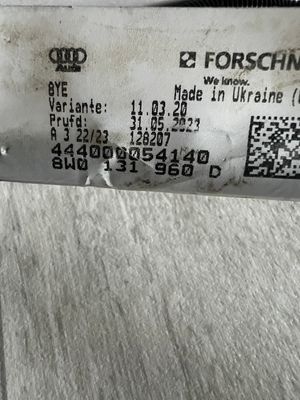 Audi
FORSCHN
We know.
8YE
Made in Ukraine (
Variante: 11.03.20
Prufd: 31.05.2023
A 3 22/23 128207
444000054140
8W0 131 960 D